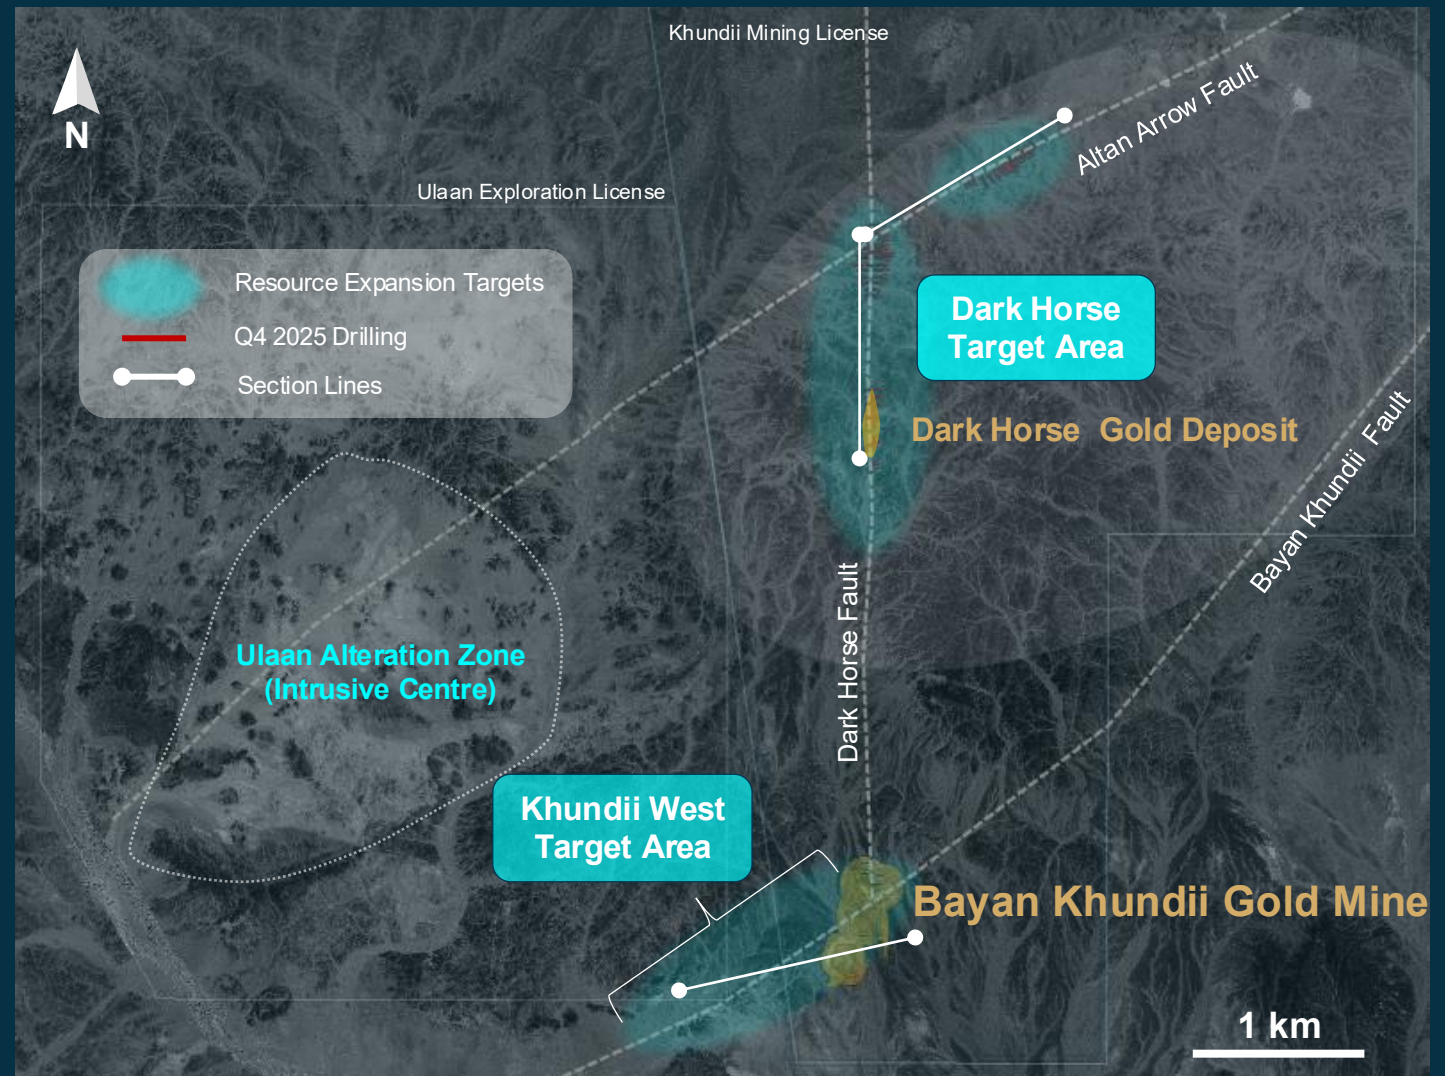 Khundii Mining License
N
Altan Arrow Fault
Ulaan Exploration License
Resource Expansion Targets
Q4 2025 Drilling
Section Lines
Dark Horse
Target Area
Dark Horse Gold Deposit
Bayan Khundii Fault
Dark Horse Fault
Ulaan Alteration Zone
(Intrusive Centre)
Khundii West
Target Area
Bayan Khundii Gold Mine
1 km